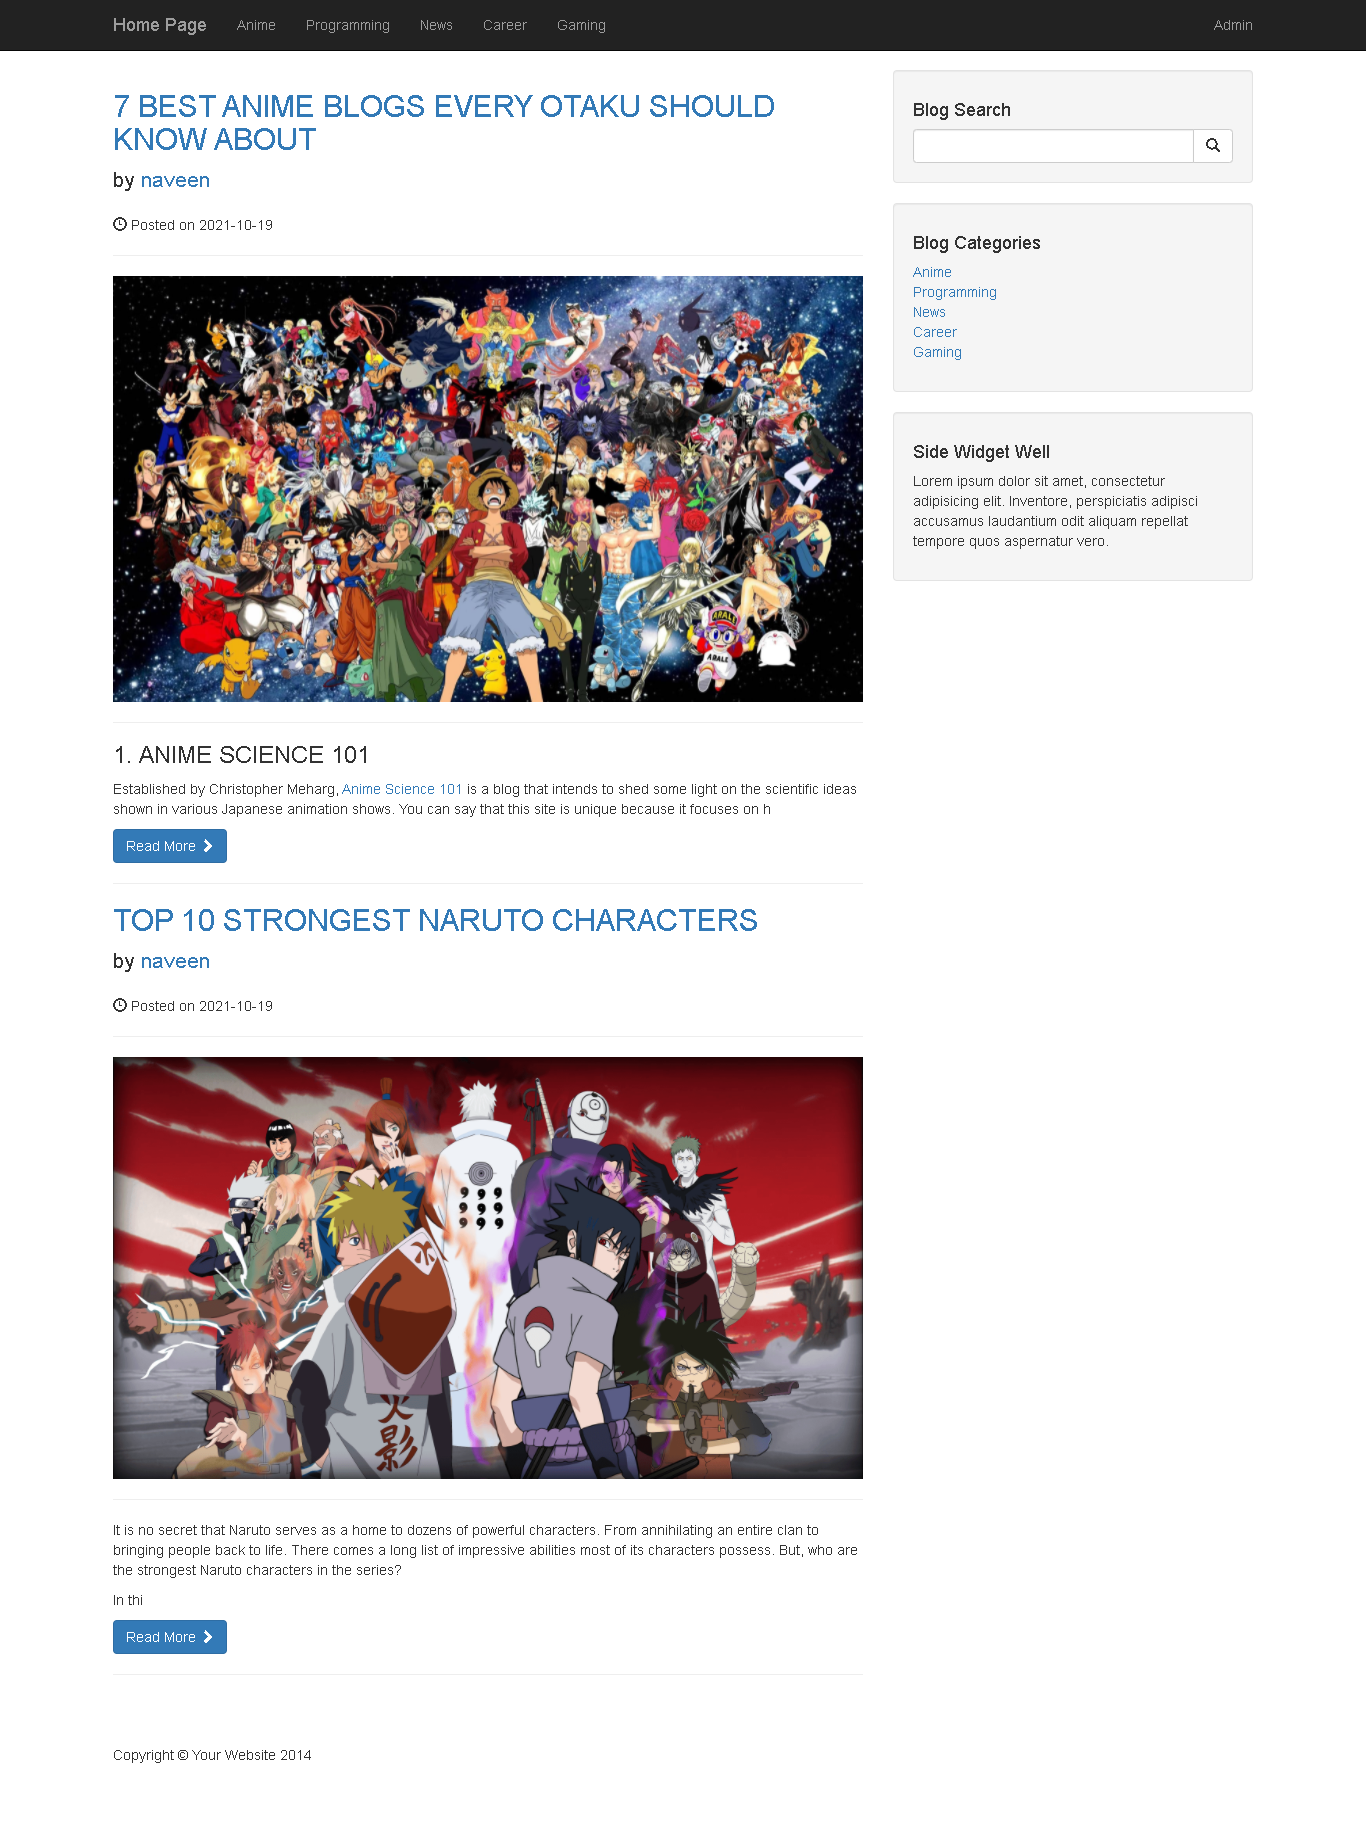 Home Page Anime Programming News Career Gaming Admin
7 BEST ANIME BLOGS EVERY OTAKU SHOULD
KNOW ABOUT
by naveen
Posted on 2021-10-19
ARALE
ARALE
1. ANIME SCIENCE 101
Established by Christopher Meharg, Anime Science 101 is a blog that intends to shed some light on the scientific ideas
shown in various Japanese animation shows. You can say that this site is unique because it focuses on h
Read More
TOP 10 STRONGEST NARUTO CHARACTERS
by naveen
Posted on 2021-10-19
火影
It is no secret that Naruto serves as a home to dozens of powerful characters. From annihilating an entire clan to
bringing people back to life. There comes a long list of impressive abilities most of its characters possess. But, who are
the strongest Naruto characters in the series?
In thi
Read More
Blog Search
Blog Categories
Anime
Programming
News
Career
Gaming
Side Widget Well
Lorem ipsum dolor sit amet, consectetur
adipisicing elit. Inventore, perspiciatis adipisci
accusamus laudantium odit aliquam repellat
tempore quos aspernatur vero.
Copyright © Your Website 2014